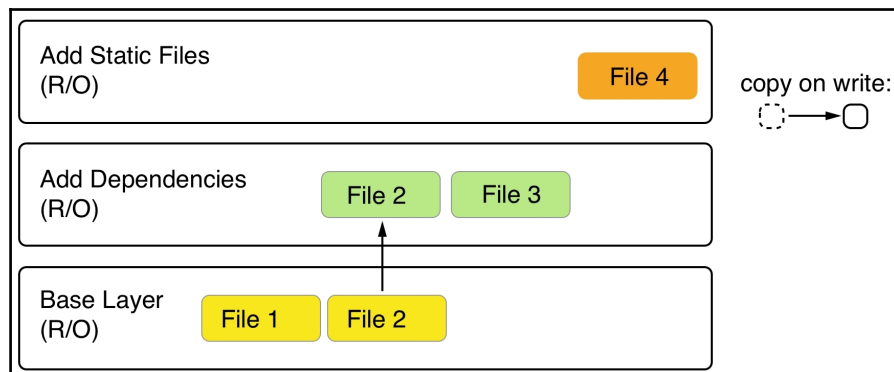 Add Static Files
(R/O)
File 4
copy on write:
Add Dependencies
(R/O)
File 2
File 3
Base Layer
(R/O)
File 1
File 2